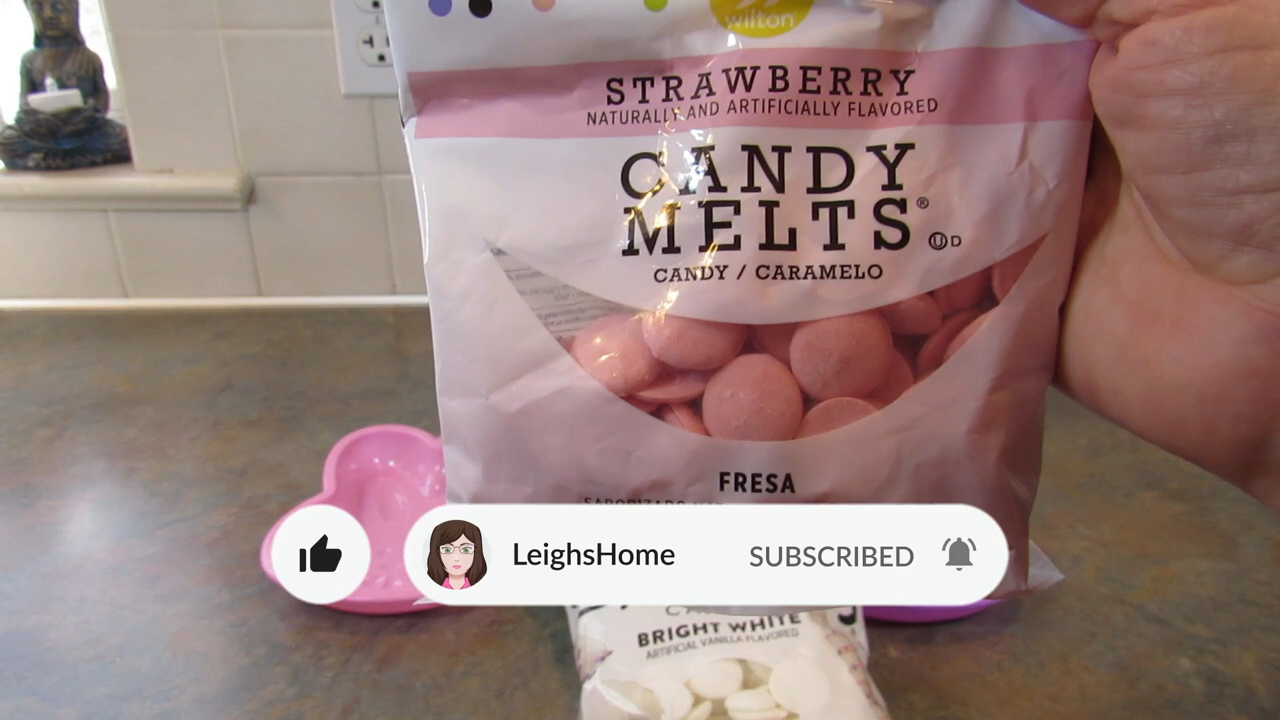 wilton
STRAWBERRY
NATURALLY AND ARTIFICIALLY FLAVORED
CANDY
MELTS®
U D
CANDY / CARAMELO
FRESA
LeighsHome SUBSCRIBED
BRIGHT WHITE
ARTIFICIAL VANILLA FLAVORED